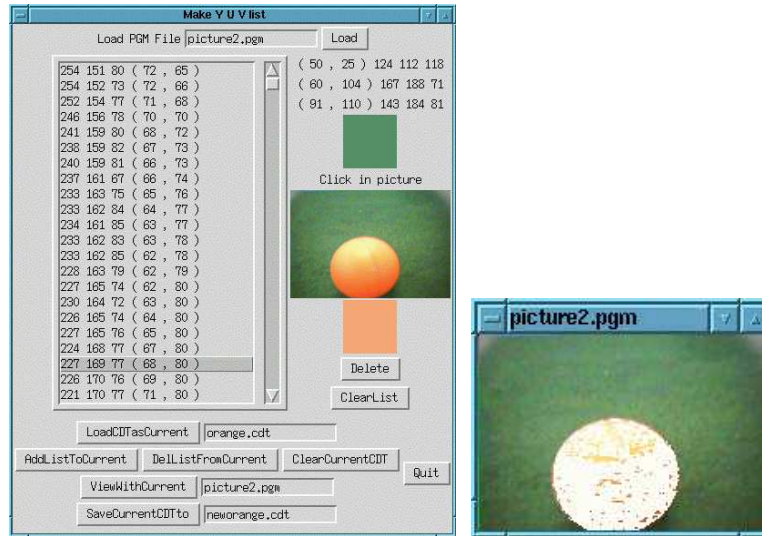 Make Y U V list
Load PGM File picture2.pgm Load
254 151 80 ( 72 , 65 )
254 152 73 ( 72 , 66 )
252 154 77 ( 71 , 68 )
246 156 78 ( 70 , 70 )
241 159 80 ( 68 , 72 )
238 159 82 ( 67 , 73 )
240 159 81 ( 66 , 73 )
237 161 67 ( 66 , 74 )
233 163 75 ( 65 , 76 )
233 162 84 ( 64 , 77 )
234 161 85 ( 63 , 77 )
233 162 83 ( 63 , 78 )
233 162 85 ( 62 , 78 )
228 163 79 ( 62 , 79 )
227 165 74 ( 62 , 80 )
230 164 72 ( 63 , 80 )
226 165 74 ( 64 , 80 )
227 165 76 ( 65 , 80 )
224 168 77 ( 67 , 80 )
227 169 77 ( 68 , 80 )
226 170 76 ( 69 , 80 )
221 170 77 ( 71 , 80 )
( 50 , 25 ) 124 112 118
( 60 , 104 ) 167 188 71
( 91 , 110 ) 143 184 81
Click in picture
Delete
ClearList
LoadCDTasCurrent orange.cdt
AddListToCurrent DelListFromCurrent ClearCurrentCDT
Quit
ViewWithCurrent picture2.pgm
SaveCurrentCDTto neworange.cdt
picture2.pgm